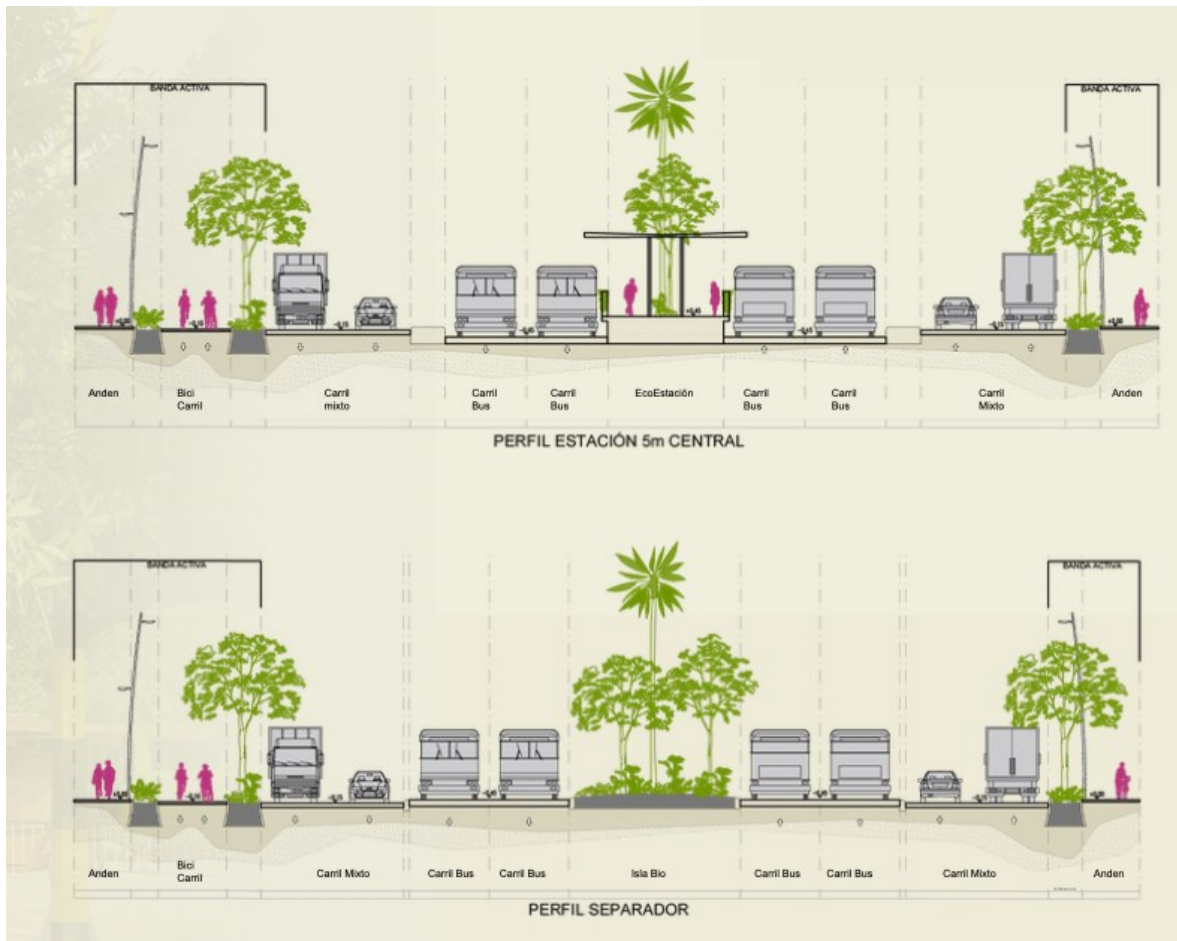 BANDA ACTIVA
BANDA ACTIVA
Anden
Bici
Carril
Carril
mixto
Carril
Bus
Carril
Bus
EcoEstación
Carril
Bus
Carril
Bus
Carril
Mixto
Anden
PERFIL ESTACIÓN 5m CENTRAL
BANDA ACTIVA
BANDA ACTIVA
Anden
Bici
Carril
Carril Mixto
Carril Bus
Carril Bus
Isla Bio
Carril Bus
Carril Bus
Carril Mixto
Anden
PERFIL SEPARADOR